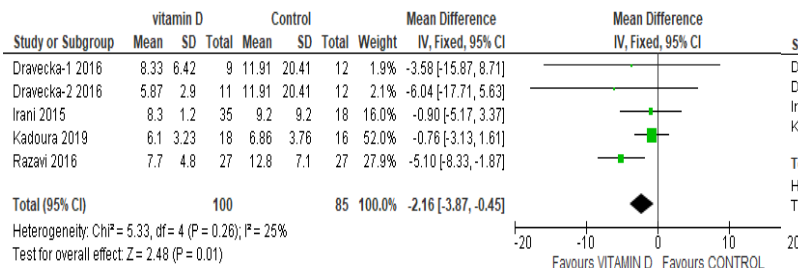 vitamin D Control Mean Difference Mean Difference
Study or Subgroup Mean SD Total Mean SD Total Weight IV, Fixed, 95% CI IV, Fixed, 95% CI S
Dravecka-1 2016 8.33 6.42 9 11.91 20.41 12 1.9% -3.58 [-15.87, 8.71] D
Dravecka-2 2016 5.87 2.9 11 11.91 20.41 12 2.1% -6.04 [-17.71, 5.63] D
Irani 2015 8.3 1.2 35 9.2 9.2 18 16.0% -0.90 [-5.17, 3.37] Ir
Kadoura 2019 6.1 3.23 18 6.86 3.76 16 52.0% -0.76 [-3.13, 1.61] K
Razavi 2016 7.7 4.8 27 12.8 7.1 27 27.9% -5.10 [-8.33, -1.87]
T
Total (95% CI) 100 85 100.0% -2.16 [-3.87, -0.45] H
Heterogeneity: Chi² = 5.33, df = 4 (P = 0.26); I² = 25% T
Test for overall effect: Z = 2.48 (P = 0.01)
-20 -10 0 10 20
Favours VITAMIN D Favours CONTROL